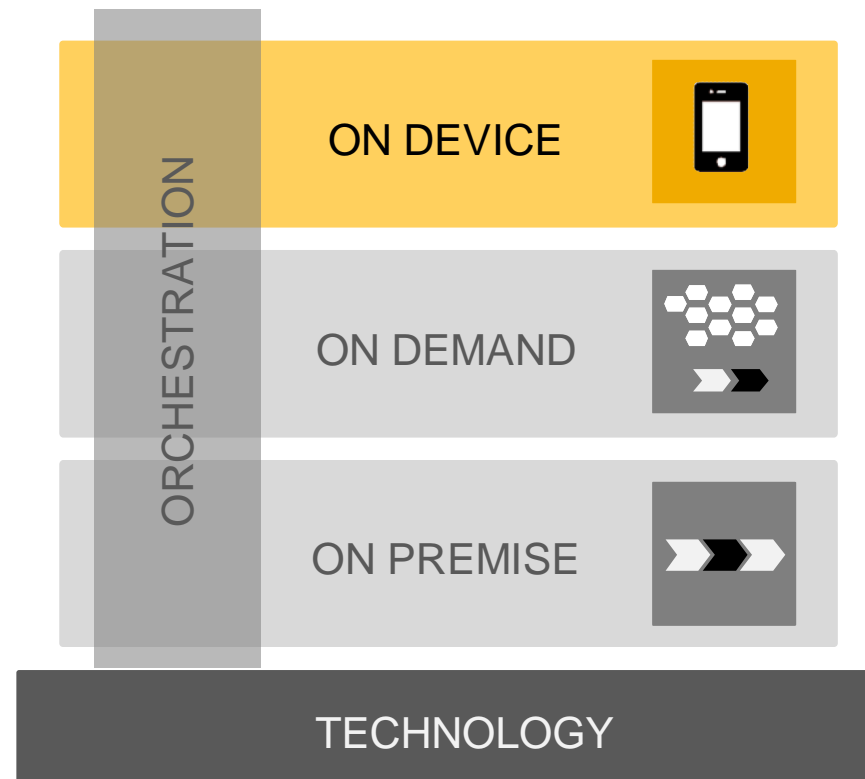 ORCHESTRATION
ON DEVICE
ON DEMAND
ON PREMISE
TECHNOLOGY